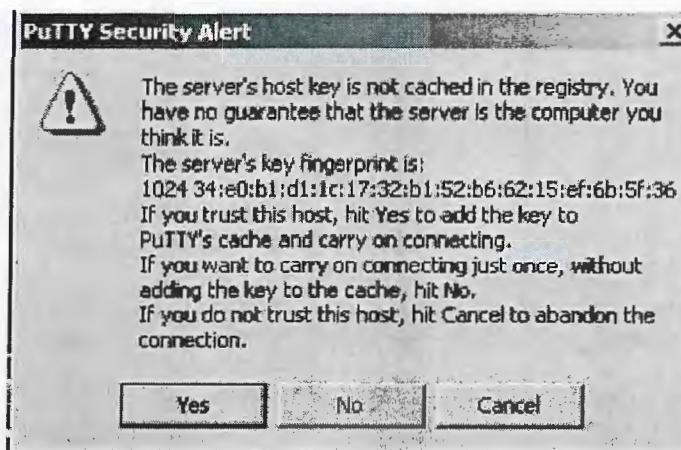 PuTTY Security Alert
The server's host key is not cached in the registry. You
have no guarantee that the server is the computer you
think it is.
The server's key fingerprint is:
1024 34:e0:b1:d1:1c:17:32:b1:52:b6:62:15:ef:6b:5f:36
If you trust this host, hit Yes to add the key to
PuTTY's cache and carry on connecting.
If you want to carry on connecting just once, without
adding the key to the cache, hit No.
If you do not trust this host, hit Cancel to abandon the
connection.
Yes No Cancel